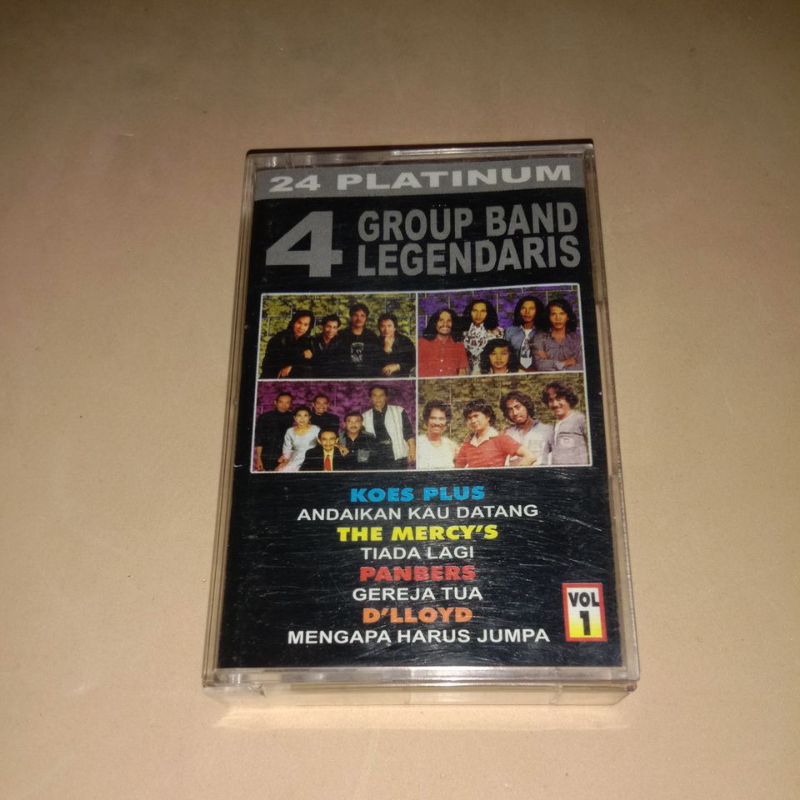 24 PLATINUM
4 GROUP BAND
LEGENDARIS
KOES PLUS
ANDAIKAN KAU DATANG
THE MERCY'S
TIADA LAGI
PANBERS
GEREJA TUA
D'LLOYD
MENGAPA HARUS JUMPA
VOL
1